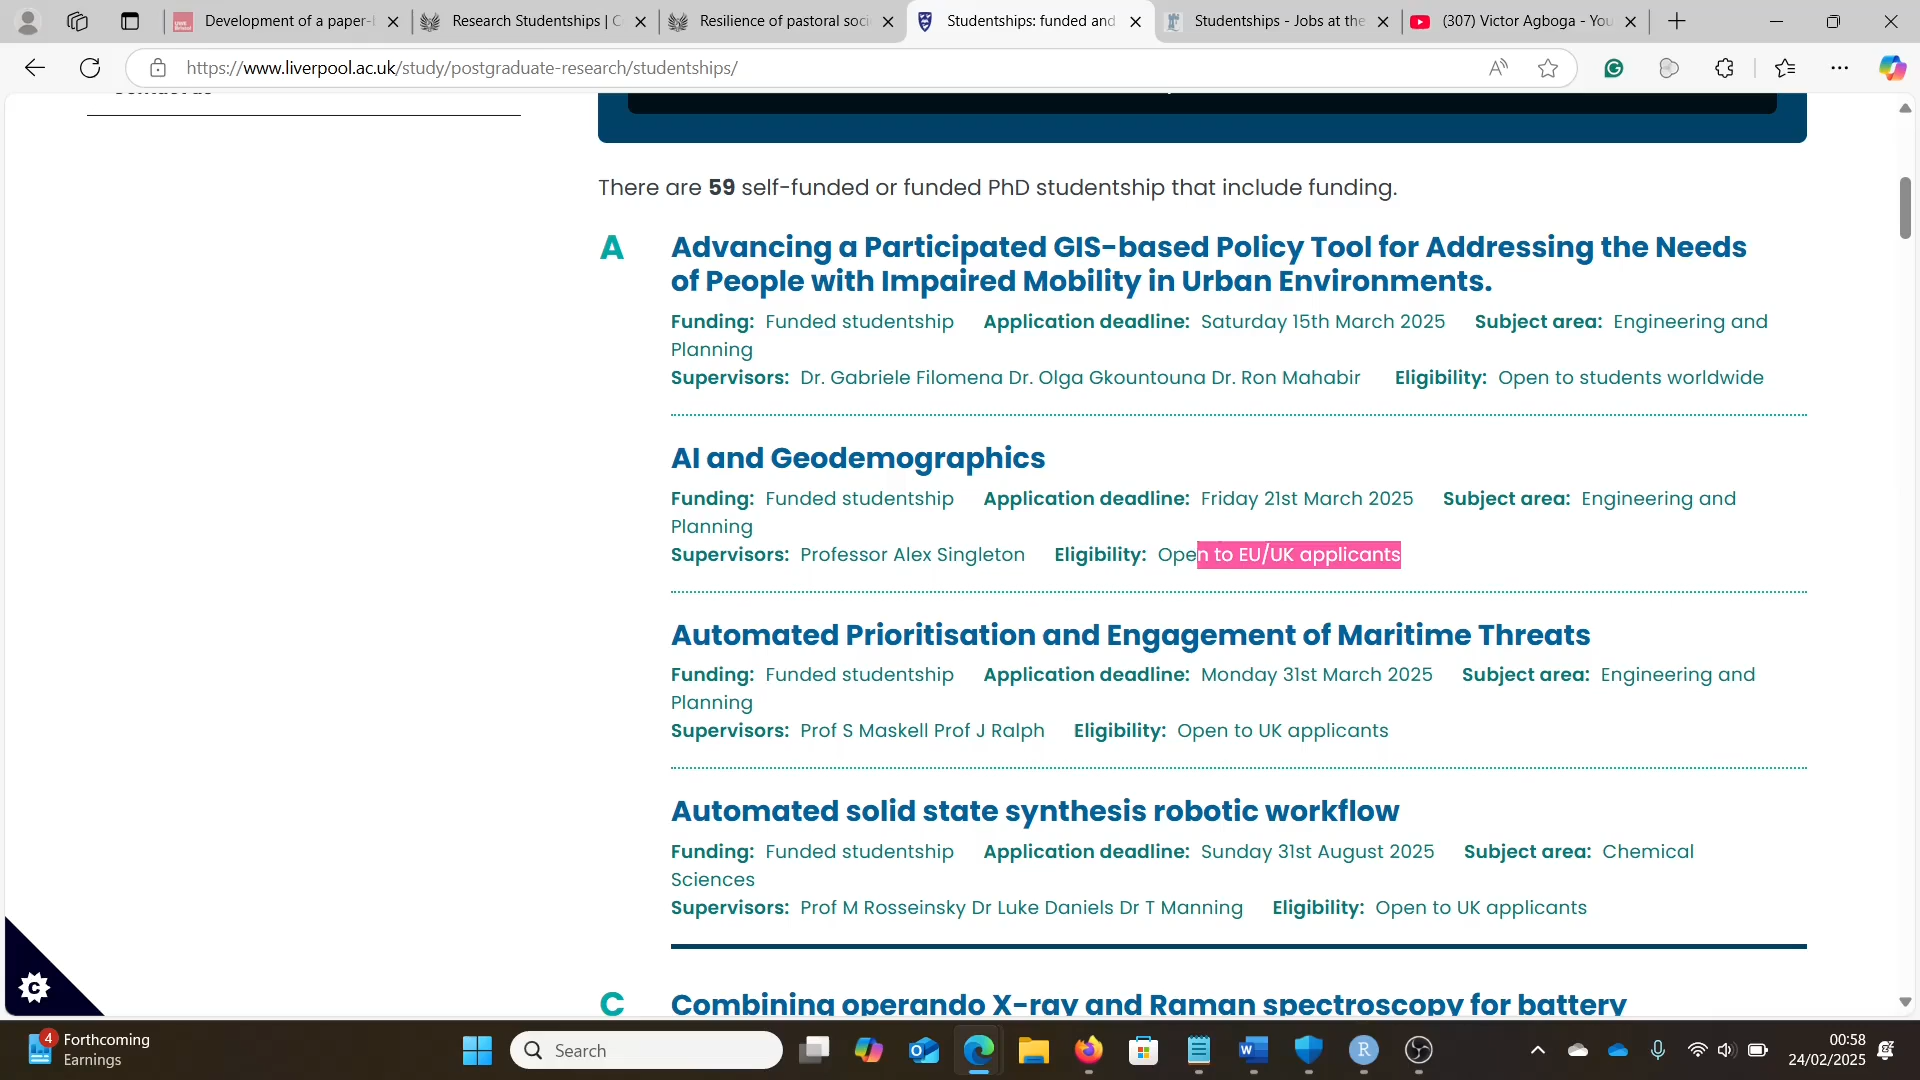 Development of a paper-
Research Studentships | C
Resilience of pastoral soci
Studentships: funded and
Studentships - Jobs at the
(307) Victor Agboga - You
https://www.liverpool.ac.uk/study/postgraduate-research/studentships/
There are 59 self-funded or funded PhD studentship that include funding.
A
Advancing a Participated GIS-based Policy Tool for Addressing the Needs
of People with Impaired Mobility in Urban Environments.
Funding: Funded studentship Application deadline: Saturday 15th March 2025 Subject area: Engineering and
Planning
Supervisors: Dr. Gabriele Filomena Dr. Olga Gkountouna Dr. Ron Mahabir Eligibility: Open to students worldwide
AI and Geodemographics
Funding: Funded studentship Application deadline: Friday 21st March 2025 Subject area: Engineering and
Planning
Supervisors: Professor Alex Singleton Eligibility: Open to EU/UK applicants
Automated Prioritisation and Engagement of Maritime Threats
Funding: Funded studentship Application deadline: Monday 31st March 2025 Subject area: Engineering and
Planning
Supervisors: Prof S Maskell Prof J Ralph Eligibility: Open to UK applicants
Automated solid state synthesis robotic workflow
Funding: Funded studentship Application deadline: Sunday 31st August 2025 Subject area: Chemical
Sciences
Supervisors: Prof M Rosseinsky Dr Luke Daniels Dr T Manning Eligibility: Open to UK applicants
C
Combining operando X-ray and Raman spectroscopy for battery
C
4
Forthcoming
Earnings
Search
00:58
24/02/2025